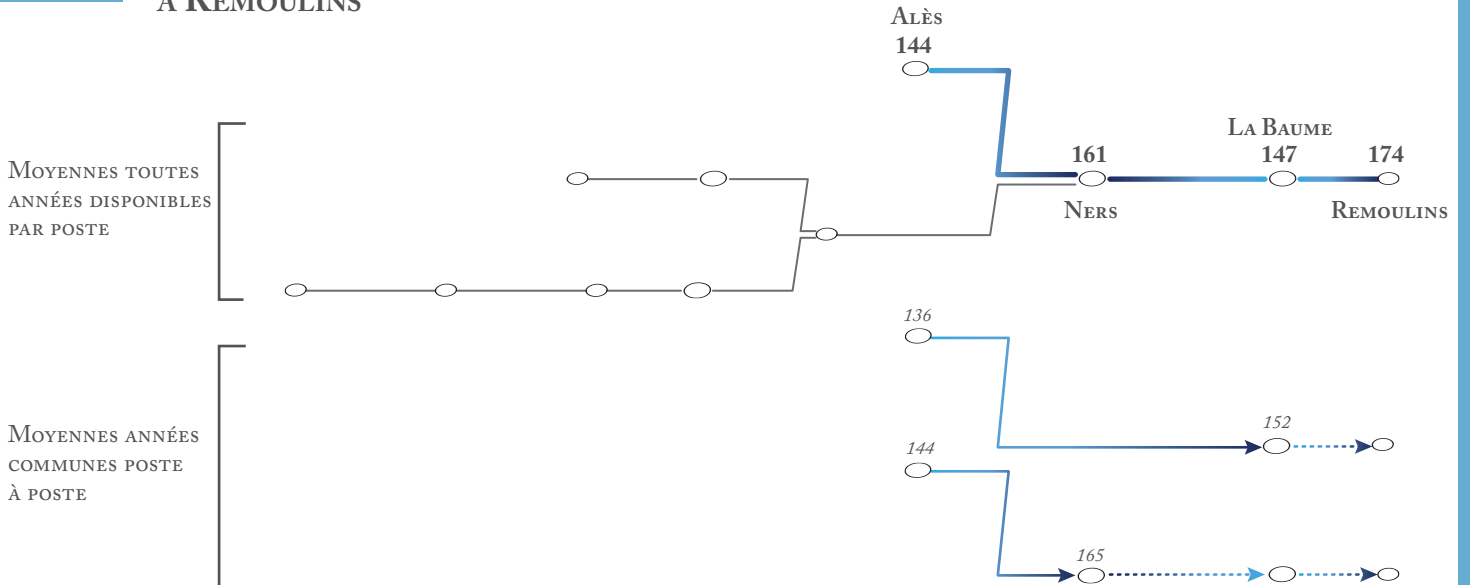 à Remoulins
Alès
144
La Baume
161
147
174
Ners
Remoulins
Moyennes toutes
années disponibles
par poste
136
152
Moyennes années
communes poste
à poste
144
165